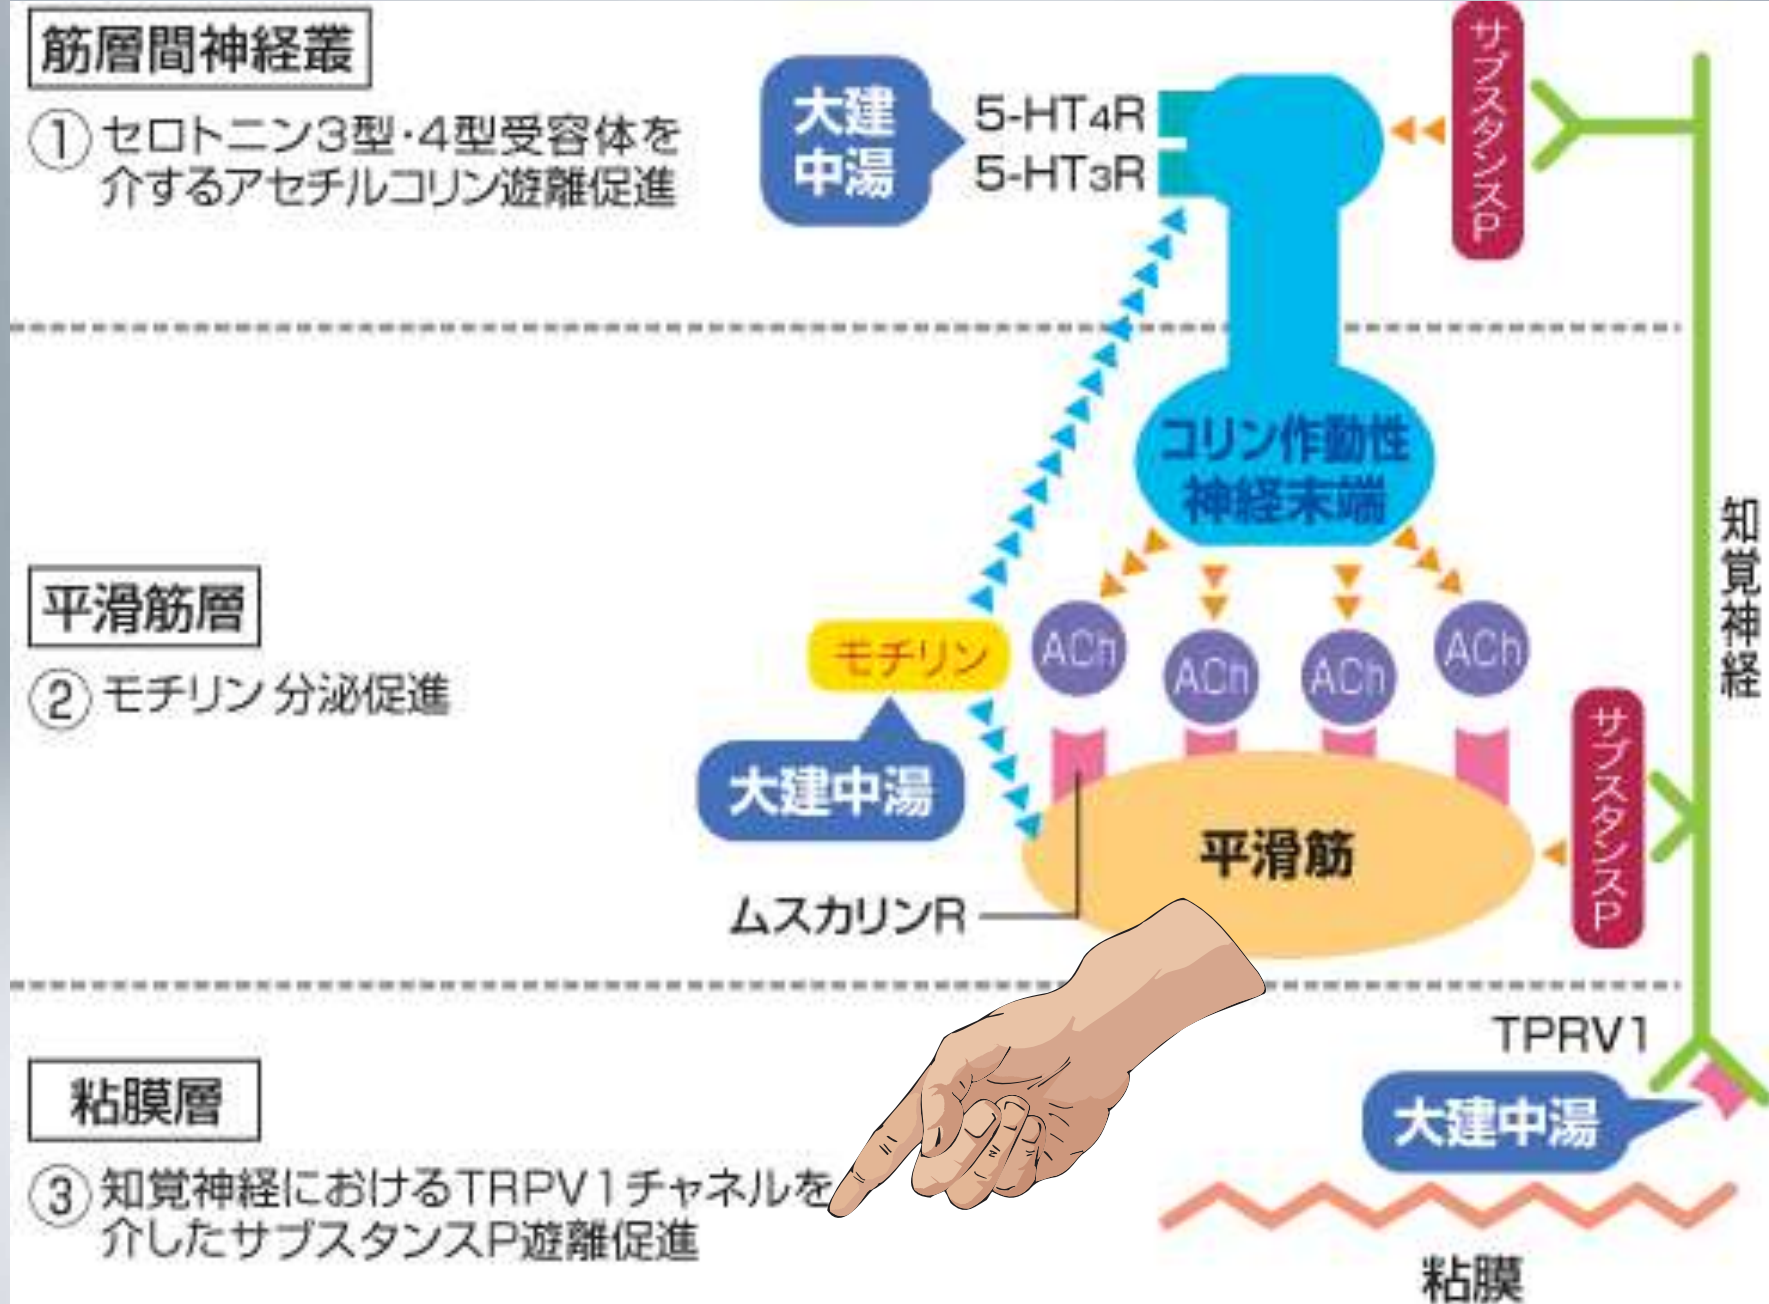 筋層間神経叢
① セロトニン3型・4型受容体を
介するアセチルコリン遊離促進
大建
中湯
5-HT4R
5-HT3R
サブスタンスP
コリン作動性
神経末端
知覚神経
平滑筋層
② モチリン 分泌促進
モチリン
大建中湯
ACh
ACh
ACh
ACh
平滑筋
サブスタンスP
ムスカリンR
粘膜層
③ 知覚神経におけるTRPV1チャネルを
介したサブスタンスP遊離促進
TPRV1
大建中湯
粘膜